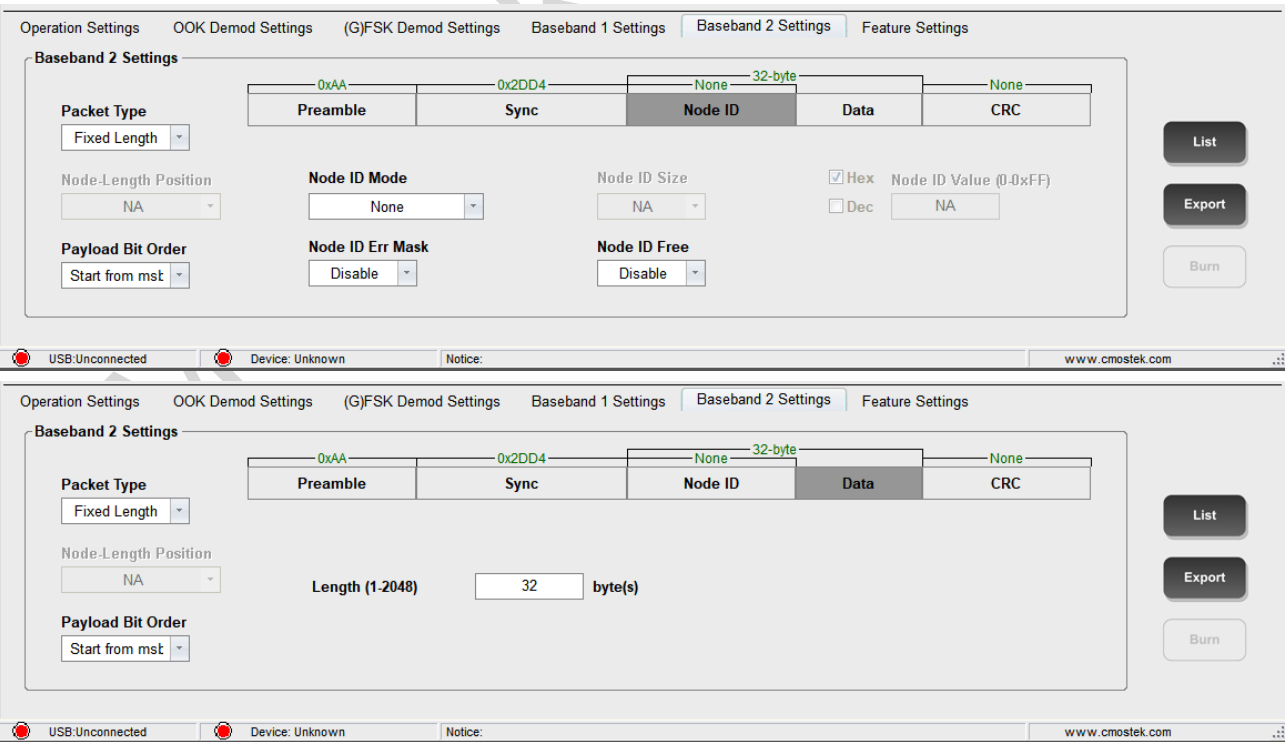 Operation Settings OOK Demod Settings (G)FSK Demod Settings Baseband 1 Settings Baseband 2 Settings Feature Settings
Baseband 2 Settings
32-byte
0xAA 0x2DD4 None None
Packet Type Preamble Sync Node ID Data CRC
Fixed Length
List
Node-Length Position Node ID Mode Node ID Size Hex Node ID Value (0-0xFF)
NA None NA Dec NA
Export
Payload Bit Order Node ID Err Mask Node ID Free
Start from msb Disable Disable
Burn
USB:Unconnected Device: Unknown Notice: www.cmostek.com
Operation Settings OOK Demod Settings (G)FSK Demod Settings Baseband 1 Settings Baseband 2 Settings Feature Settings
Baseband 2 Settings
32-byte
0xAA 0x2DD4 None None
Packet Type Preamble Sync Node ID Data CRC
Fixed Length
List
Node-Length Position
NA Length (1-2048) 32 byte(s)
Export
Payload Bit Order
Start from msb
Burn
USB:Unconnected Device: Unknown Notice: www.cmostek.com